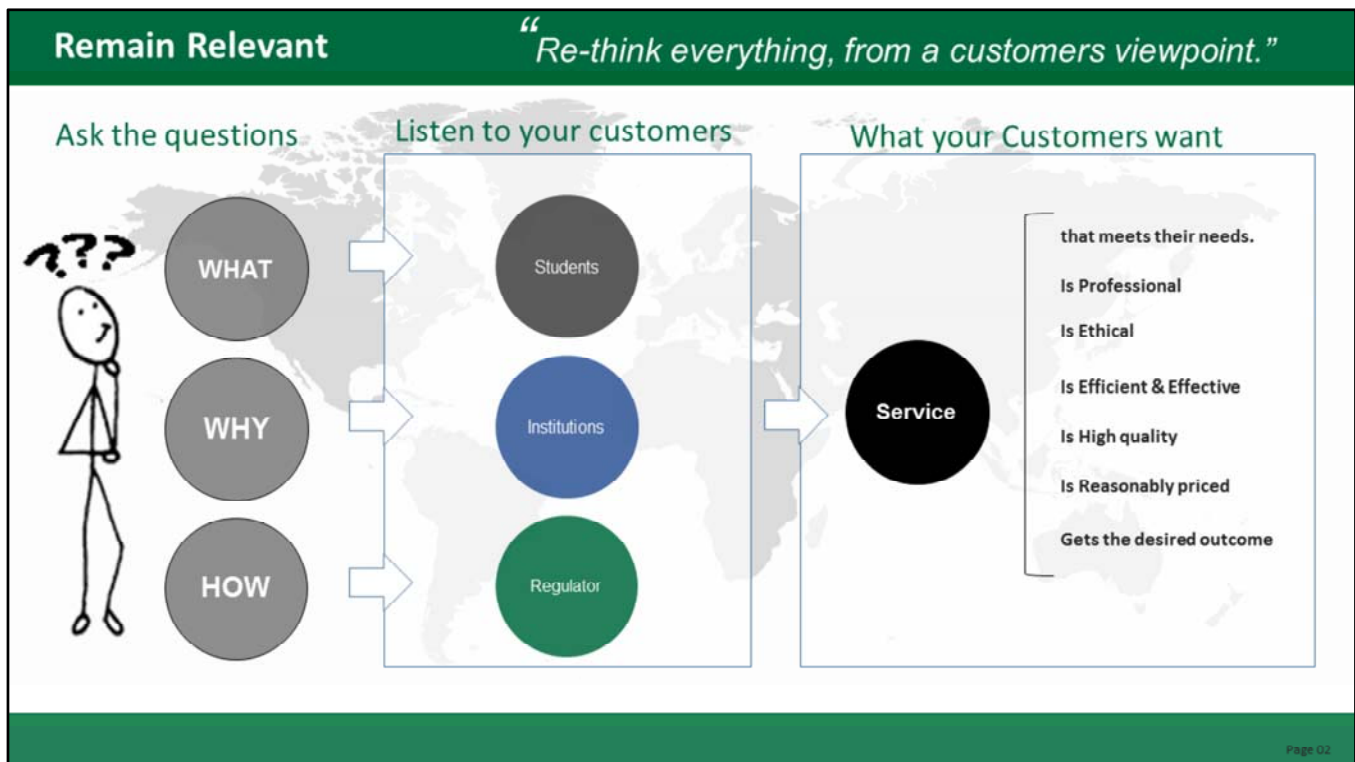 Remain Relevant
“Re-think everything, from a customers viewpoint.”
Ask the questions
Listen to your customers
What your Customers want
???
WHAT
WHY
HOW
Students
Institutions
Regulator
Service
that meets their needs.
Is Professional
Is Ethical
Is Efficient & Effective
Is High quality
Is Reasonably priced
Gets the desired outcome
Page 02